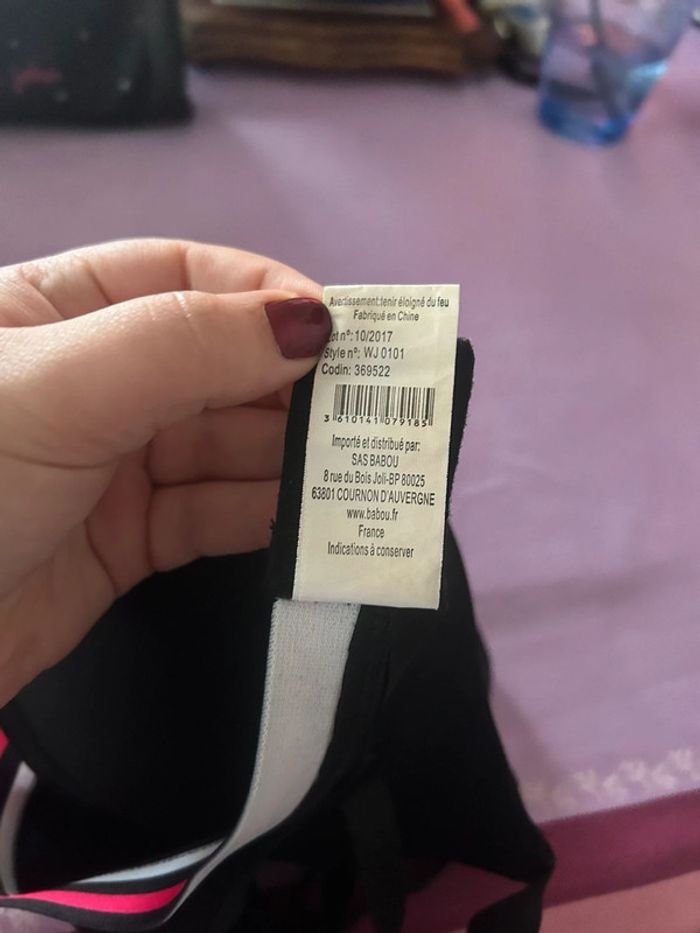 Avertissement:tenir éloigné du feu
Fabriqué en Chine
Lot n°: 10/2017
Style n°: WJ 0101
Codin: 369522
3 610141 079185
Importé et distribué par:
SAS BABOU
8 rue du Bois Joli-BP 80025
63801 COURNON D'AUVERGNE
www.babou.fr
France
Indications à conserver